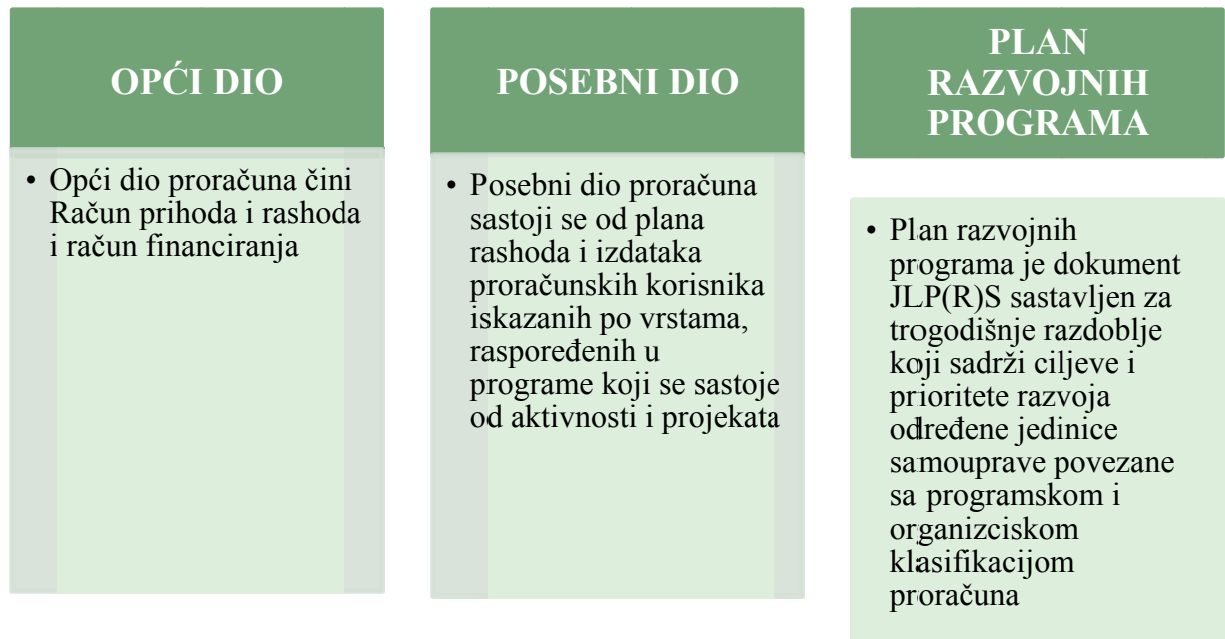 OPĆI DIO
• Opći dio proračuna čini
Račun prihoda i rashoda
i račun financiranja
POSEBNI DIO
• Posebni dio proračuna
sastoji se od plana
rashoda i izdataka
proračunskih korisnika
iskazanih po vrstama,
raspoređenih u
programe koji se sastoje
od aktivnosti i projekata
PLAN
RAZVOJNIH
PROGRAMA
• Plan razvojnih
programa je dokument
JLP(R)S sastavljen za
trogodišnje razdoblje
koji sadrži ciljeve i
prioritete razvoja
određene jedinice
samouprave povezane
sa programskom i
organizciskom
klasifikacijom
proračuna